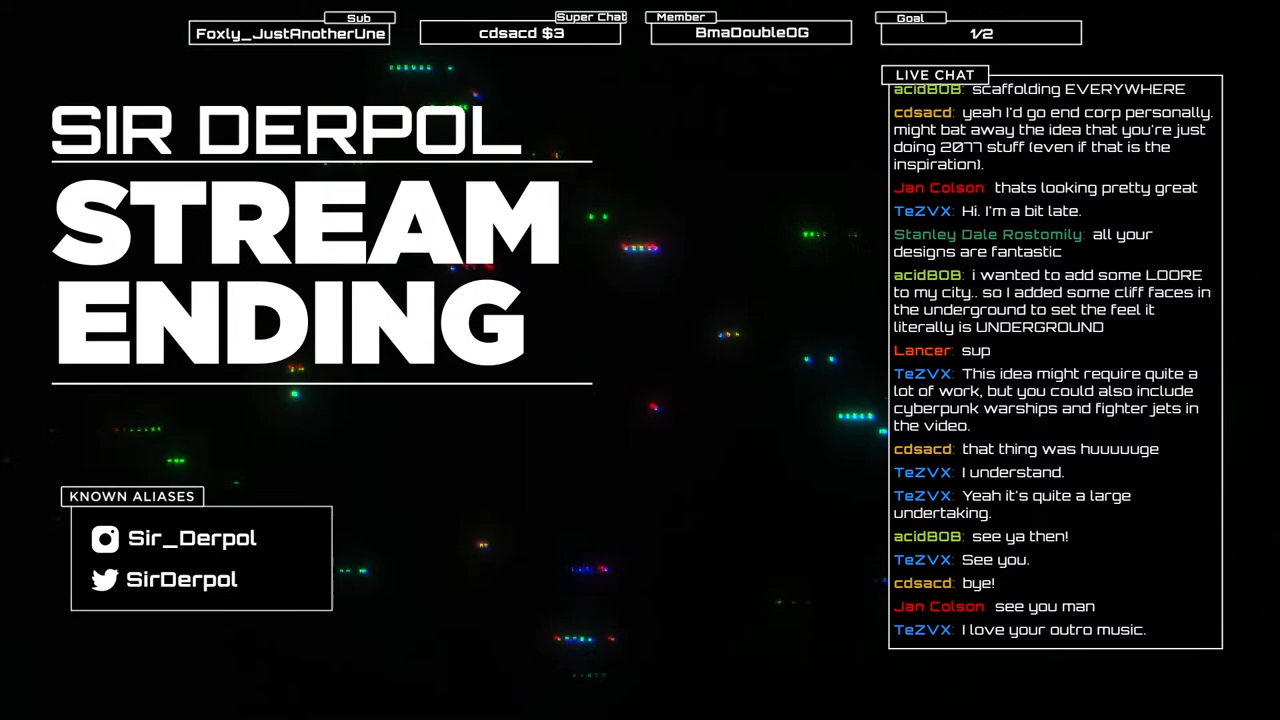 Sub
Foxly_JustAnotherUne
Super Chat
cdsacd $3
Member
BmaDoubleOG
Goal
1/2
SIR DERPOL
STREAM
ENDING
KNOWN ALIASES
Sir_Derpol
SirDerpol
LIVE CHAT
acidBOB: scaffolding EVERYWHERE
cdsacd: yeah I'd go end corp personally.
might bat away the idea that you're just
doing 2077 stuff (even if that is the
inspiration).
Jan Colson: thats looking pretty great
TeZVX: Hi. I'm a bit late.
Stanley Dale Rostomily: all your
designs are fantastic
acidBOB: i wanted to add some LOORE
to my city.. so I added some cliff faces in
the underground to set the feel it
literally is UNDERGROUND
Lancer: sup
TeZVX: This idea might require quite a
lot of work, but you could also include
cyberpunk warships and fighter jets in
the video.
cdsacd: that thing was huuuuuge
TeZVX: I understand.
TeZVX: Yeah it's quite a large
undertaking.
acidBOB: see ya then!
TeZVX: See you.
cdsacd: bye!
Jan Colson: see you man
TeZVX: I love your outro music.